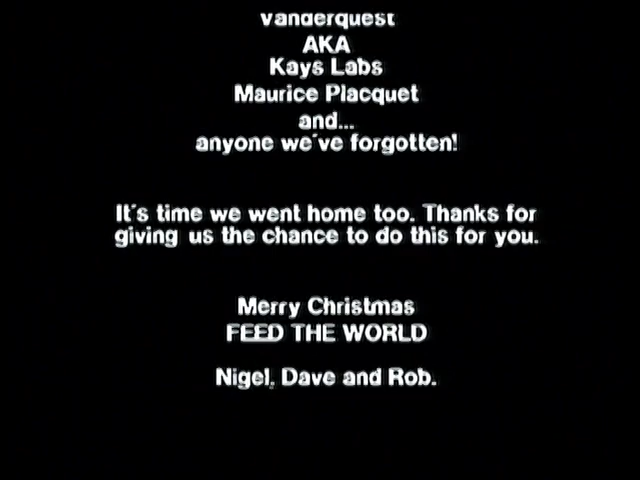 vanderquest
AKA
Kays Labs
Maurice Placquet
and...
anyone we've forgotten!
It's time we went home too. Thanks for
giving us the chance to do this for you.
Merry Christmas
FEED THE WORLD
Nigel, Dave and Rob.